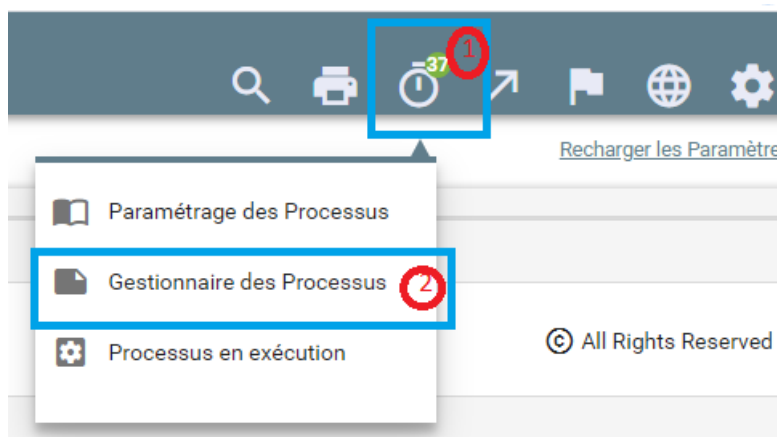 37
1
Recharger les Paramètre
Paramétrage des Processus
Gestionnaire des Processus
2
Processus en exécution
© All Rights Reserved